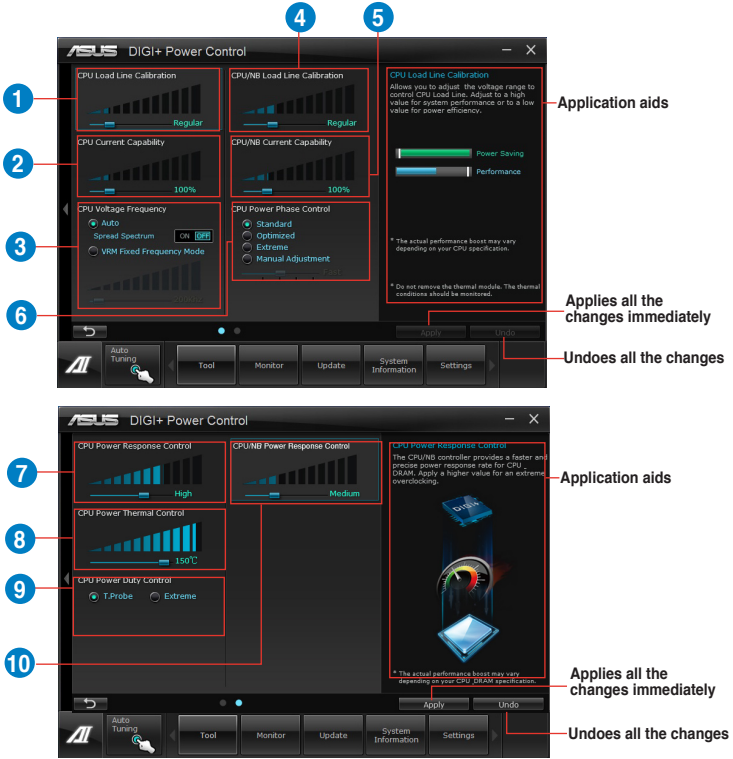 4
5
ASUS DIGI+ Power Control
1
CPU Load Line Calibration
Regular
CPU/NB Load Line Calibration
Regular
CPU Load Line Calibration
Allows you to adjust the voltage range to
control CPU Load Line. Adjust to a high
value for system performance or to a low
value for power efficiency.
Application aids
2
CPU Current Capability
100%
CPU/NB Current Capability
100%
Power Saving
Performance
3
CPU Voltage Frequency
Auto
Spread Spectrum ON OFF
VRM Fixed Frequency Mode
CPU Power Phase Control
Standard
Optimized
Extreme
Manual Adjustment
* The actual performance boost may vary
depending on your CPU specification.
* Do not remove the thermal module. The thermal
conditions should be monitored.
6
Applies all the
changes immediately
Apply Undo
Undoes all the changes
Auto
Tuning
Tool Monitor Update System
Information Settings
ASUS DIGI+ Power Control
7
CPU Power Response Control
High
CPU/NB Power Response Control
Medium
CPU Power Response Control
The CPU/NB controller provides a faster and
precise power response rate for CPU_
DRAM. Apply a higher value for an extreme
overclocking.
Application aids
8
CPU Power Thermal Control
150℃
DIGI+
9
CPU Power Duty Control
T.Probe Extreme
10
* The actual performance boost may vary
depending on your CPU_DRAM specification.
Applies all the
changes immediately
Apply Undo
Undoes all the changes
Auto
Tuning
Tool Monitor Update System
Information Settings